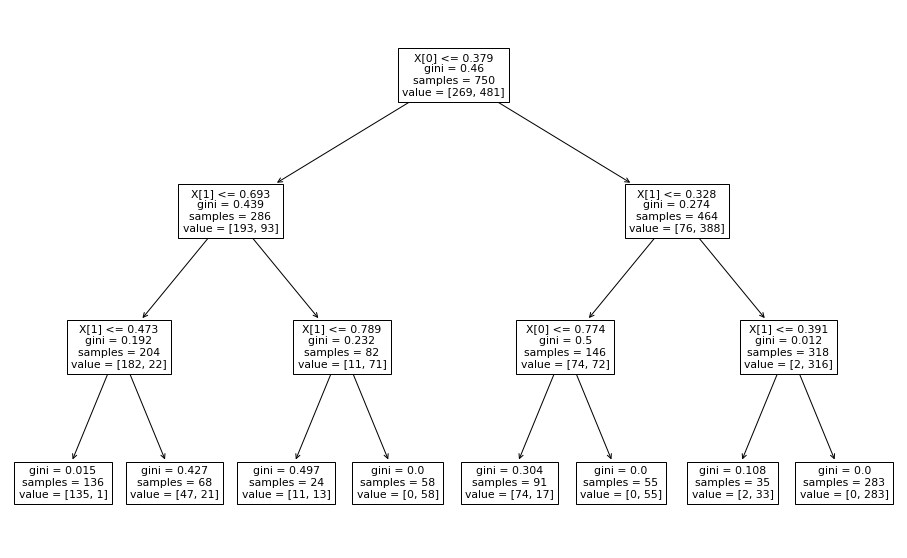 X[0] <= 0.379
gini = 0.46
samples = 750
value = [269, 481]
X[1] <= 0.693
gini = 0.439
samples = 286
value = [193, 93]
X[1] <= 0.328
gini = 0.274
samples = 464
value = [76, 388]
X[1] <= 0.473
gini = 0.192
samples = 204
value = [182, 22]
X[1] <= 0.789
gini = 0.232
samples = 82
value = [11, 71]
X[0] <= 0.774
gini = 0.5
samples = 146
value = [74, 72]
X[1] <= 0.391
gini = 0.012
samples = 318
value = [2, 316]
gini = 0.015
samples = 136
value = [135, 1]
gini = 0.427
samples = 68
value = [47, 21]
gini = 0.497
samples = 24
value = [11, 13]
gini = 0.0
samples = 58
value = [0, 58]
gini = 0.304
samples = 91
value = [74, 17]
gini = 0.0
samples = 55
value = [0, 55]
gini = 0.108
samples = 35
value = [2, 33]
gini = 0.0
samples = 283
value = [0, 283]